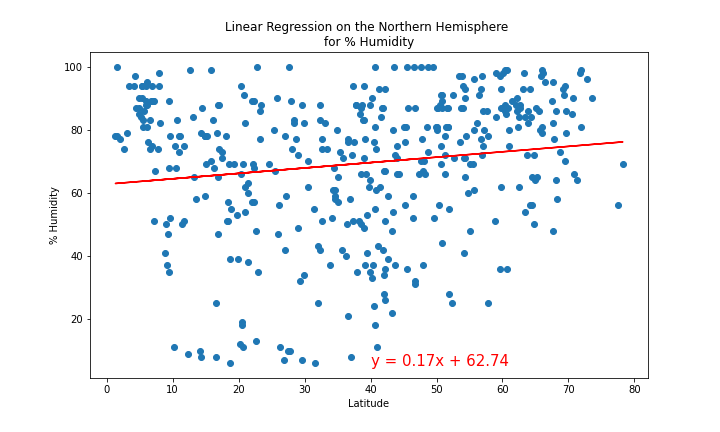 Linear Regression on the Northern Hemisphere
for % Humidity
100
80
60
40
20
% Humidity
y = 0.17x + 62.74
0 10 20 30 40 50 60 70 80
Latitude